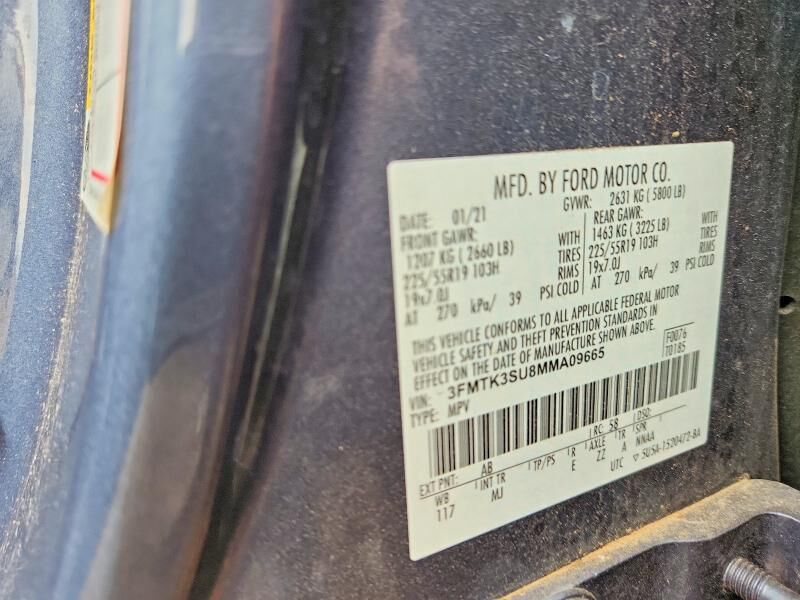 MFD. BY FORD MOTOR CO.
DATE: 01/21 GVWR: 2631 KG ( 5800 LB)
FRONT GAWR: REAR GAWR:
1207 KG ( 2660 LB) WITH 1463 KG ( 3225 LB) WITH
225/55R19 103H TIRES 225/55R19 103H TIRES
19x7.0J RIMS 19x7.0J RIMS
AT 270 kPa/ 39 PSI COLD AT 270 kPa/ 39 PSI COLD
THIS VEHICLE CONFORMS TO ALL APPLICABLE FEDERAL MOTOR
VEHICLE SAFETY AND THEFT PREVENTION STANDARDS IN
EFFECT ON THE DATE OF MANUFACTURE SHOWN ABOVE.
VIN: 3FMTK3SU8MMA09665 F0076
TYPE: MPV T0185
EXT PNT: AB RC: 5B DSO:
WB INT TR TP/PS R AXLE TR SPR
117 MJ E ZZ A NNAA
UTC ▽ 5U5A-1520472-BA